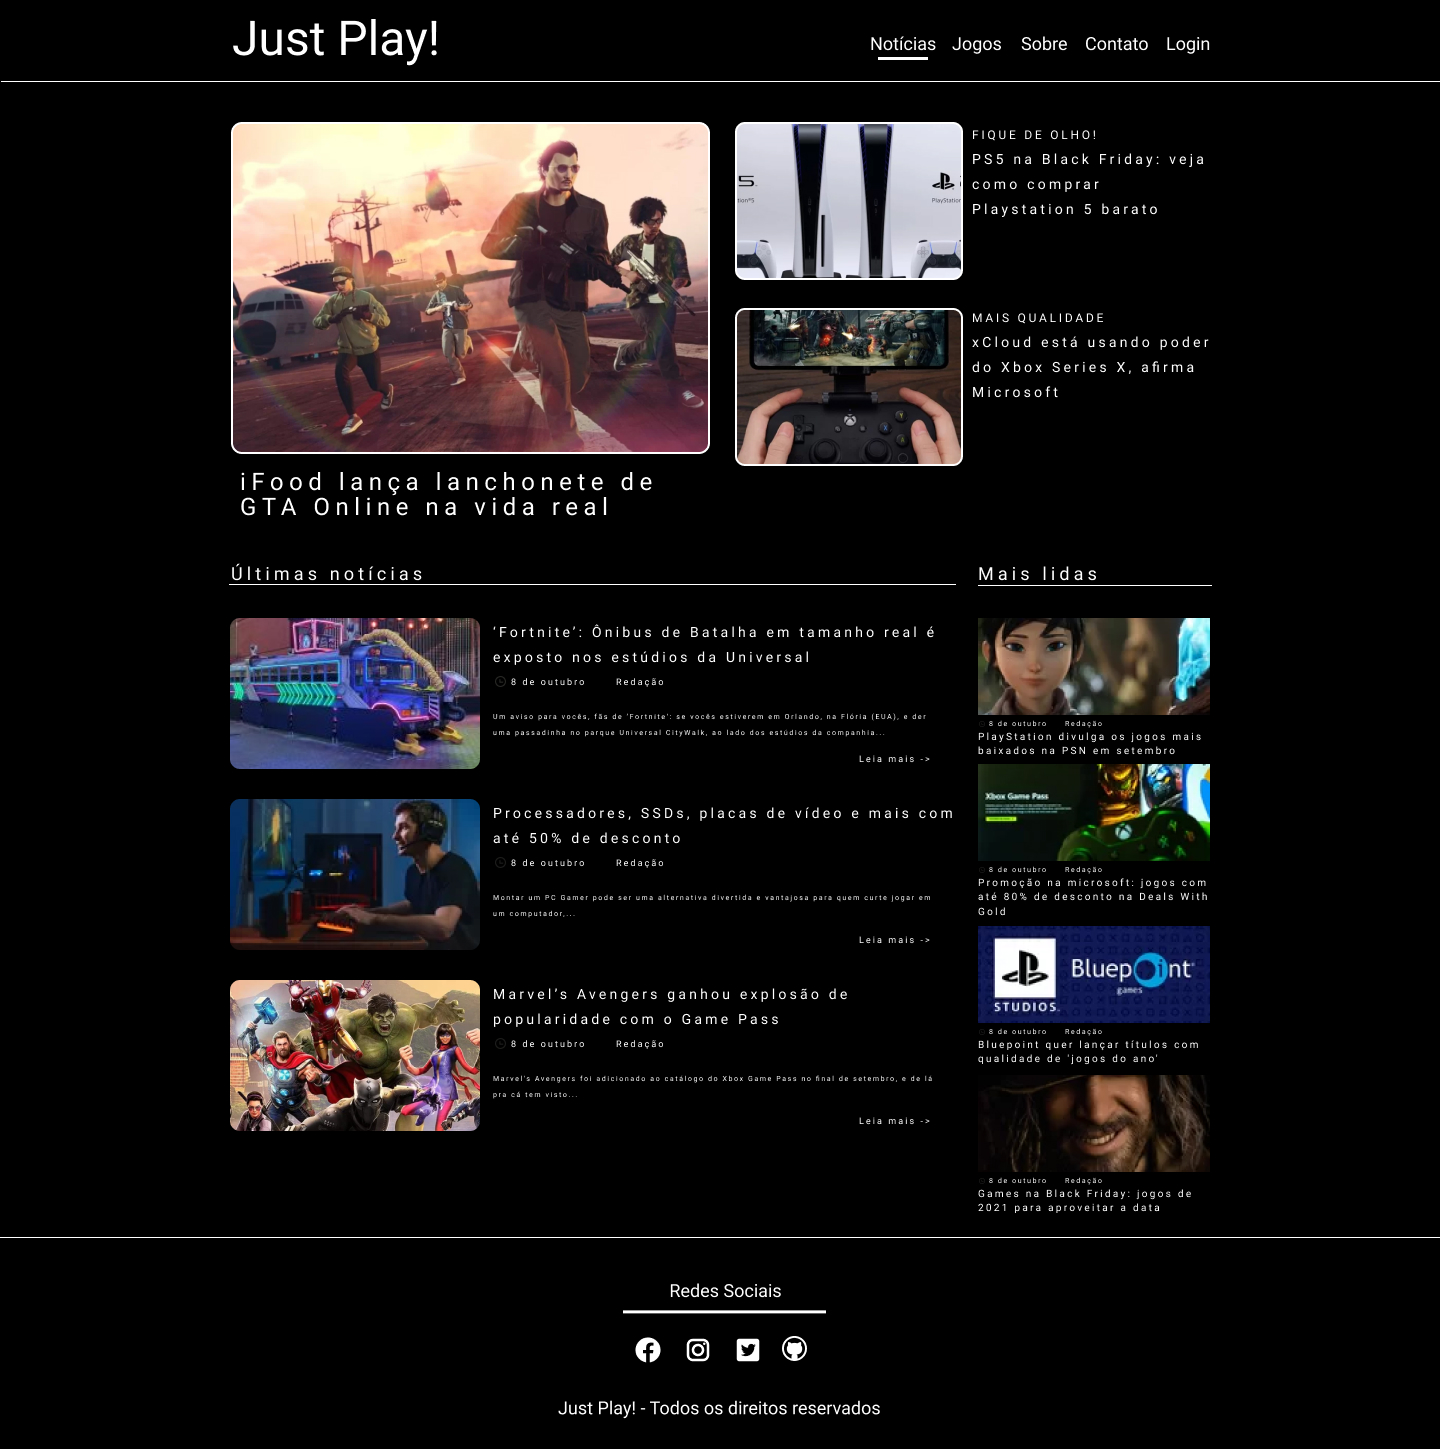 Just Play!
Notícias Jogos Sobre Contato Login
FIQUE DE OLHO!
PS5 na Black Friday: veja
como comprar
Playstation 5 barato
MAIS QUALIDADE
xCloud está usando poder
do Xbox Series X, afirma
Microsoft
iFood lança lanchonete de
GTA Online na vida real
Últimas notícias
‘Fortnite’: Ônibus de Batalha em tamanho real é
exposto nos estúdios da Universal
8 de outubro Redação
Um aviso para vocês, fãs de 'Fortnite': se vocês estiverem em Orlando, na Flória (EUA), e der
uma passadinha no parque Universal CityWalk, ao lado dos estúdios da companhia...
Leia mais ->
Processadores, SSDs, placas de vídeo e mais com
até 50% de desconto
8 de outubro Redação
Montar um PC Gamer pode ser uma alternativa divertida e vantajosa para quem curte jogar em
um computador,...
Leia mais ->
Marvel’s Avengers ganhou explosão de
popularidade com o Game Pass
8 de outubro Redação
Marvel's Avengers foi adicionado ao catálogo do Xbox Game Pass no final de setembro, e de lá
pra cá tem visto...
Leia mais ->
Mais lidas
8 de outubro Redação
PlayStation divulga os jogos mais
baixados na PSN em setembro
Xbox Game Pass
8 de outubro Redação
Promoção na microsoft: jogos com
até 80% de desconto na Deals With
Gold
STUDIOS
Bluepoint
games
8 de outubro Redação
Bluepoint quer lançar títulos com
qualidade de 'jogos do ano'
8 de outubro Redação
Games na Black Friday: jogos de
2021 para aproveitar a data
Redes Sociais
Just Play! - Todos os direitos reservados